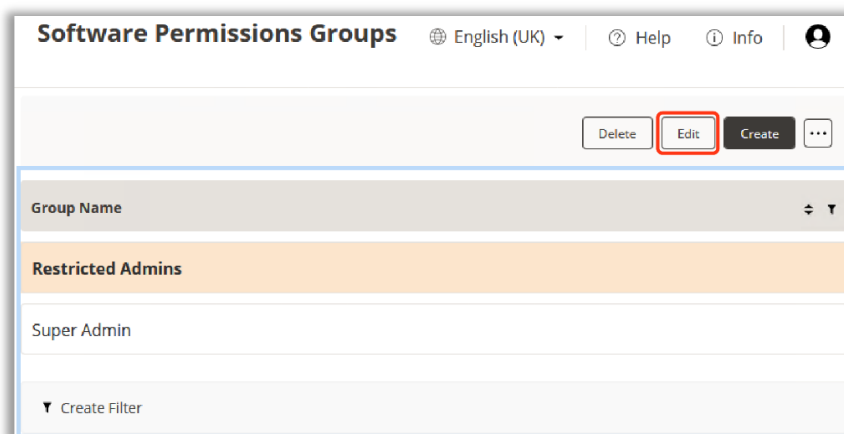 Software Permissions Groups English (UK) Help Info
Delete Edit Create ...
Group Name
Restricted Admins
Super Admin
Create Filter